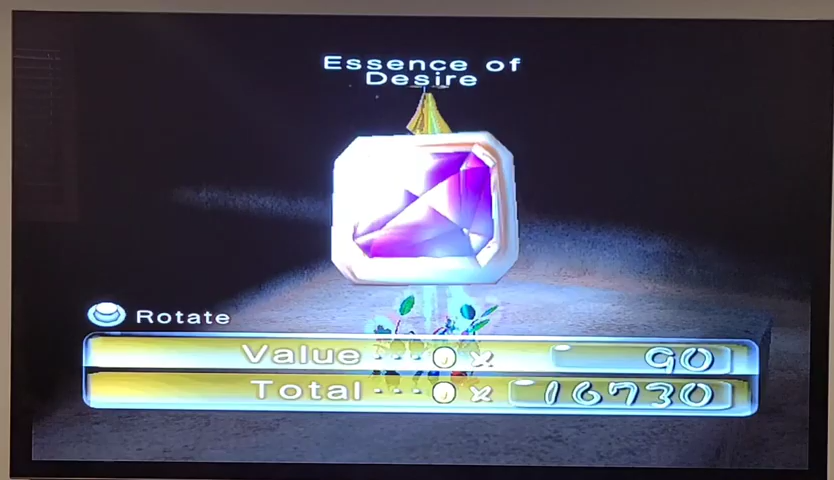 Essence of
Desire
Rotate
Value .... x 90
Total .... x 16730